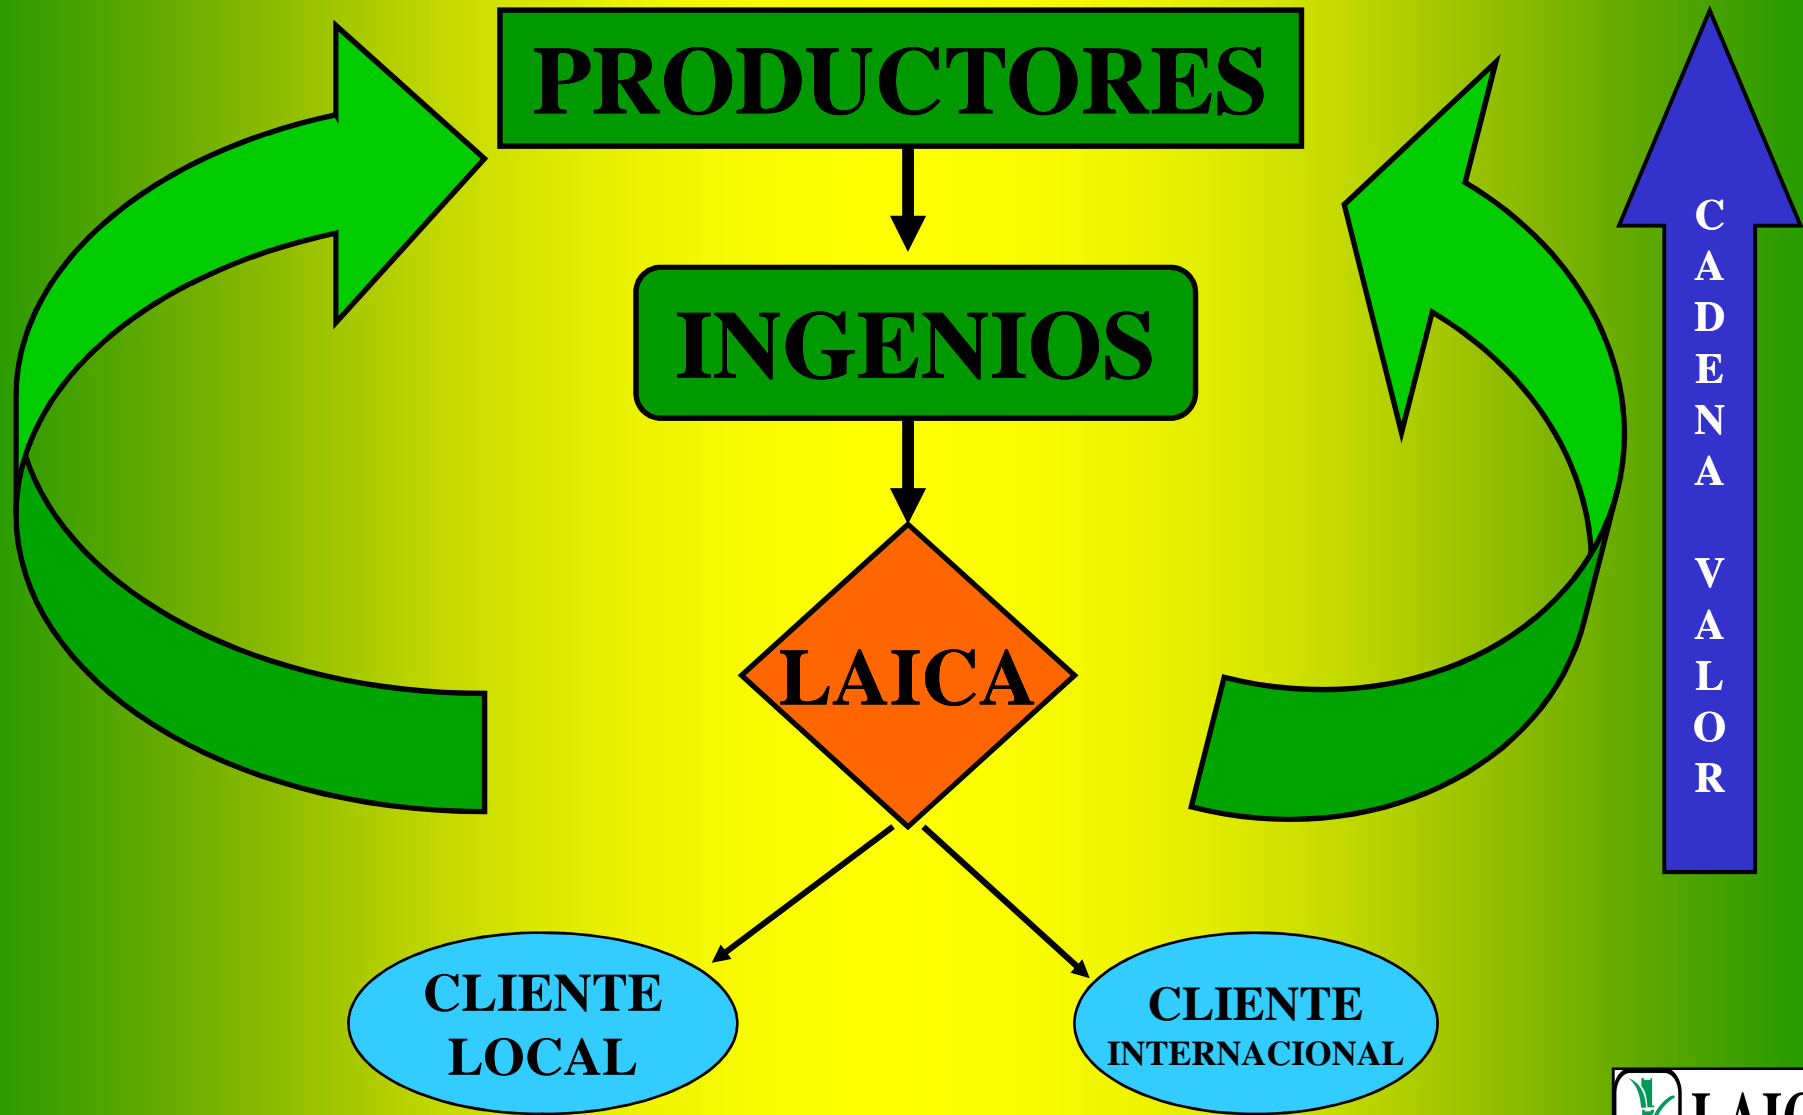 PRODUCTORES
INGENIOS
LAICA
CLIENTE
LOCAL
CLIENTE
INTERNACIONAL
C
A
D
E
N
A
V
A
L
O
R